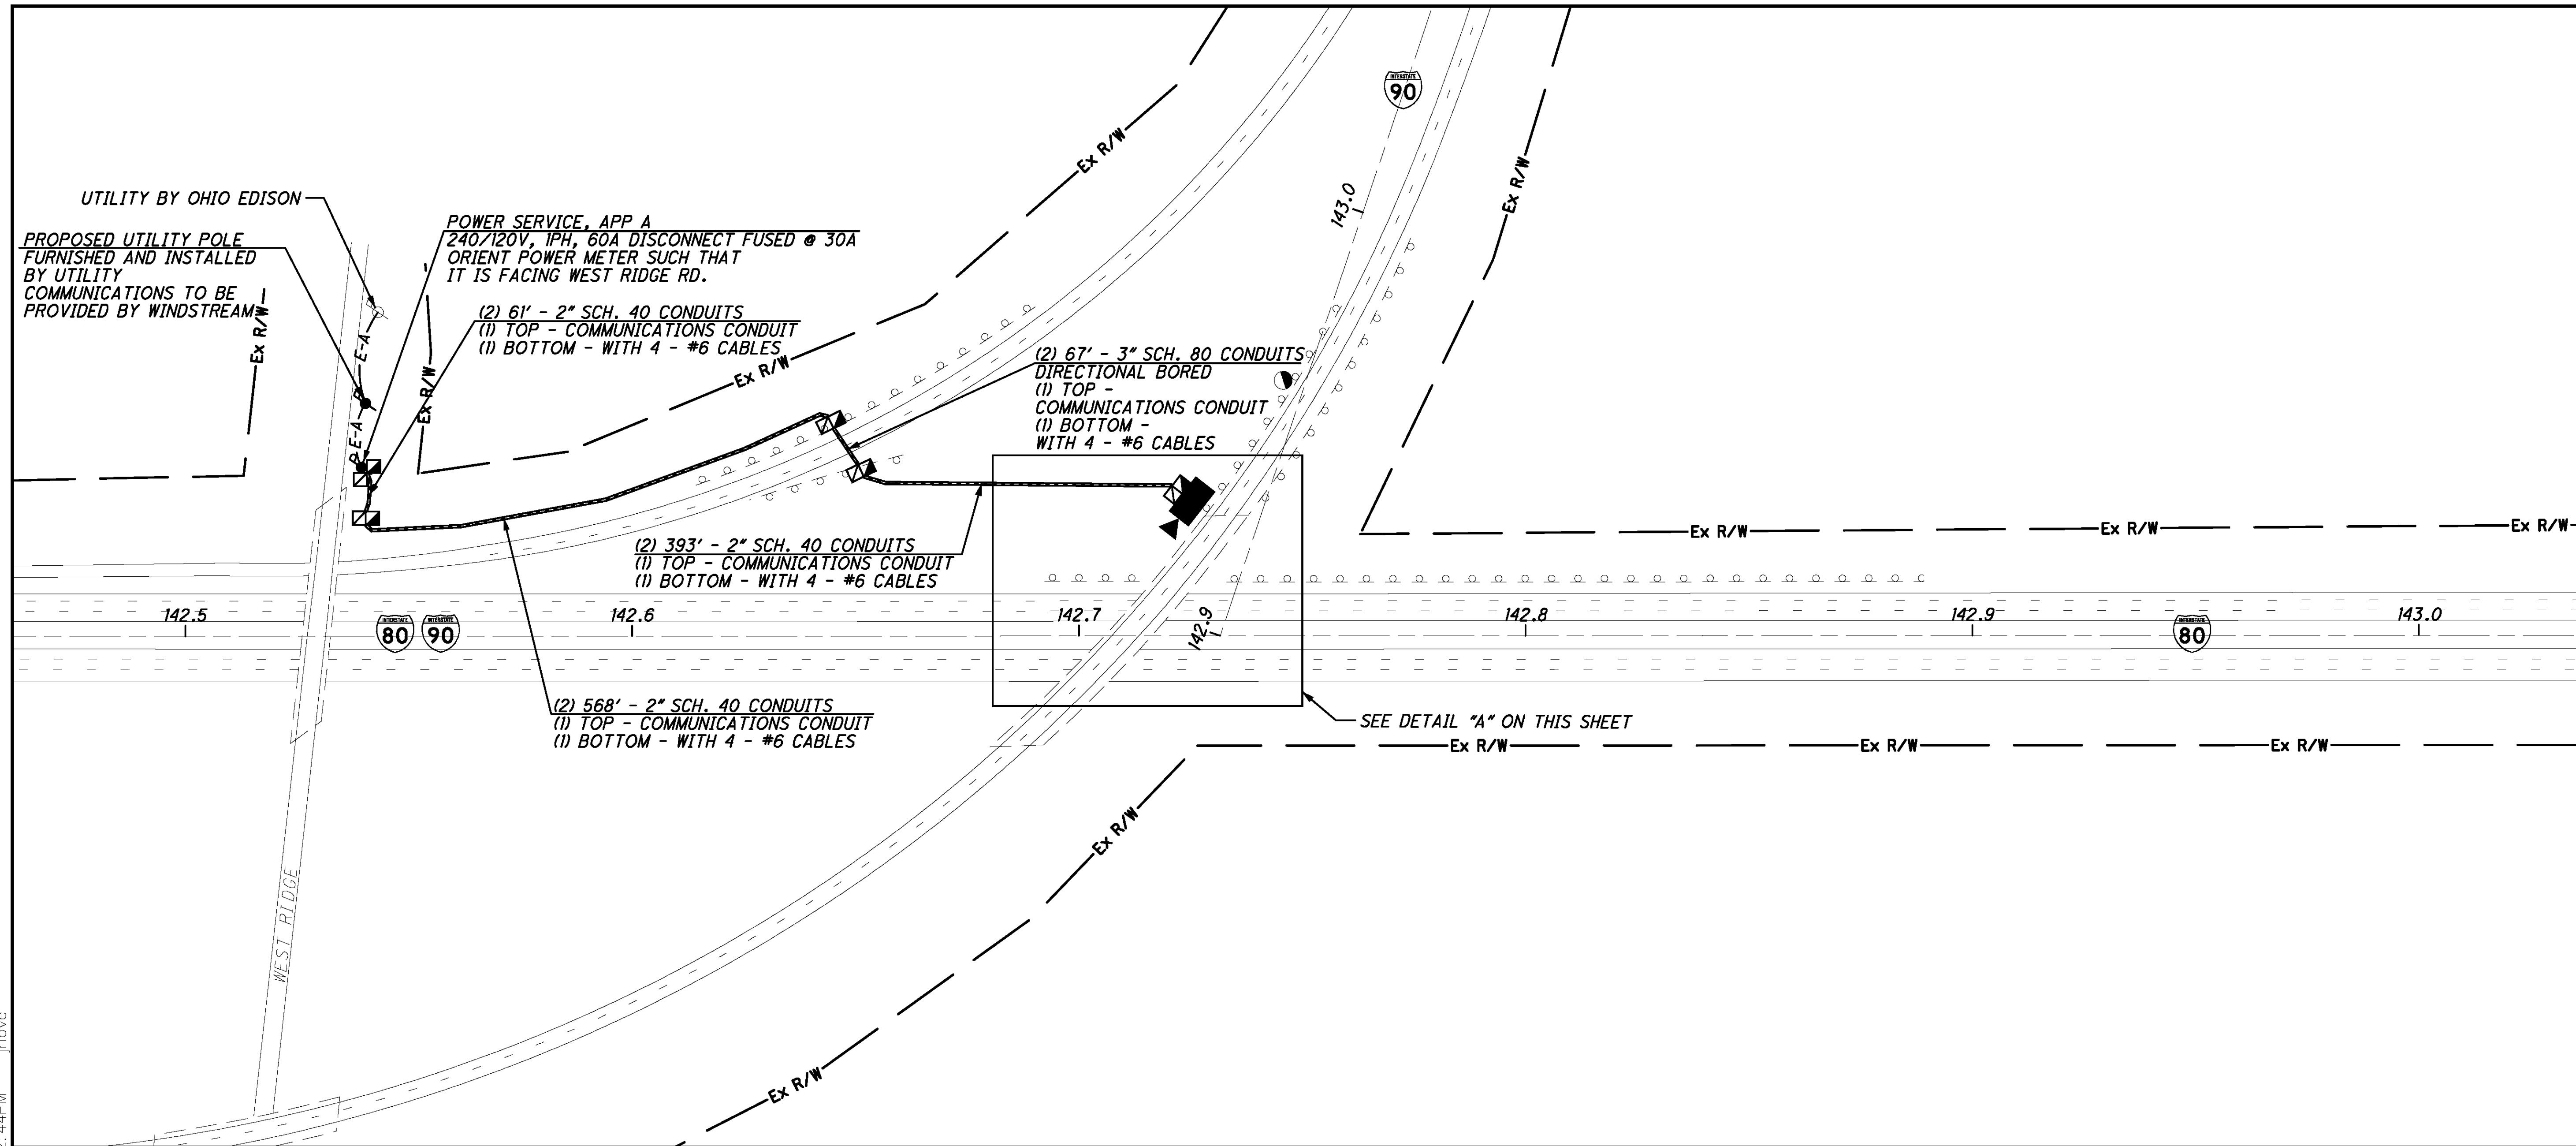 INTERSTATE
90
Ex R/W
Ex R/W
143.0
UTILITY BY OHIO EDISON
POWER SERVICE, APP A
240/120V, 1PH, 60A DISCONNECT FUSED @ 30A
ORIENT POWER METER SUCH THAT
IT IS FACING WEST RIDGE RD.
PROPOSED UTILITY POLE
FURNISHED AND INSTALLED
BY UTILITY
COMMUNICATIONS TO BE
PROVIDED BY WINDSTREAM
(2) 61' - 2" SCH. 40 CONDUITS
(1) TOP - COMMUNICATIONS CONDUIT
(1) BOTTOM - WITH 4 - #6 CABLES
Ex R/W
E-A
P
E-A
P
Ex R/W
Ex R/W
(2) 67' - 3" SCH. 80 CONDUITS
DIRECTIONAL BORED
(1) TOP -
COMMUNICATIONS CONDUIT
(1) BOTTOM -
WITH 4 - #6 CABLES
Ex R/W
Ex R/W
Ex R/W
(2) 393' - 2" SCH. 40 CONDUITS
(1) TOP - COMMUNICATIONS CONDUIT
(1) BOTTOM - WITH 4 - #6 CABLES
142.5
INTERSTATE
80
INTERSTATE
90
142.6
142.7
142.9
142.8
142.9
INTERSTATE
80
143.0
(2) 568' - 2" SCH. 40 CONDUITS
(1) TOP - COMMUNICATIONS CONDUIT
(1) BOTTOM - WITH 4 - #6 CABLES
SEE DETAIL "A" ON THIS SHEET
Ex R/W
Ex R/W
Ex R/W
Ex R/W
WEST RIDGE
Ex R/W